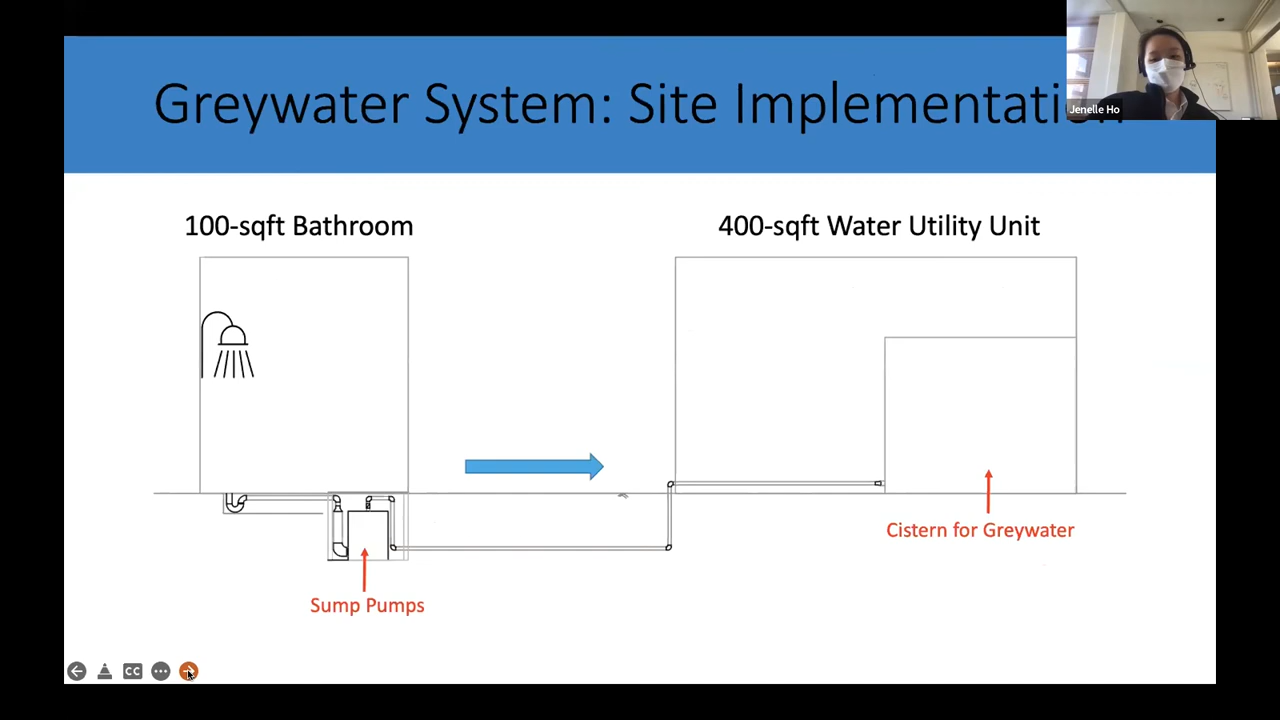 Greywater System: Site Implementation
Jenelle Ho
100-sqft Bathroom
400-sqft Water Utility Unit
Cistern for Greywater
Sump Pumps
CC